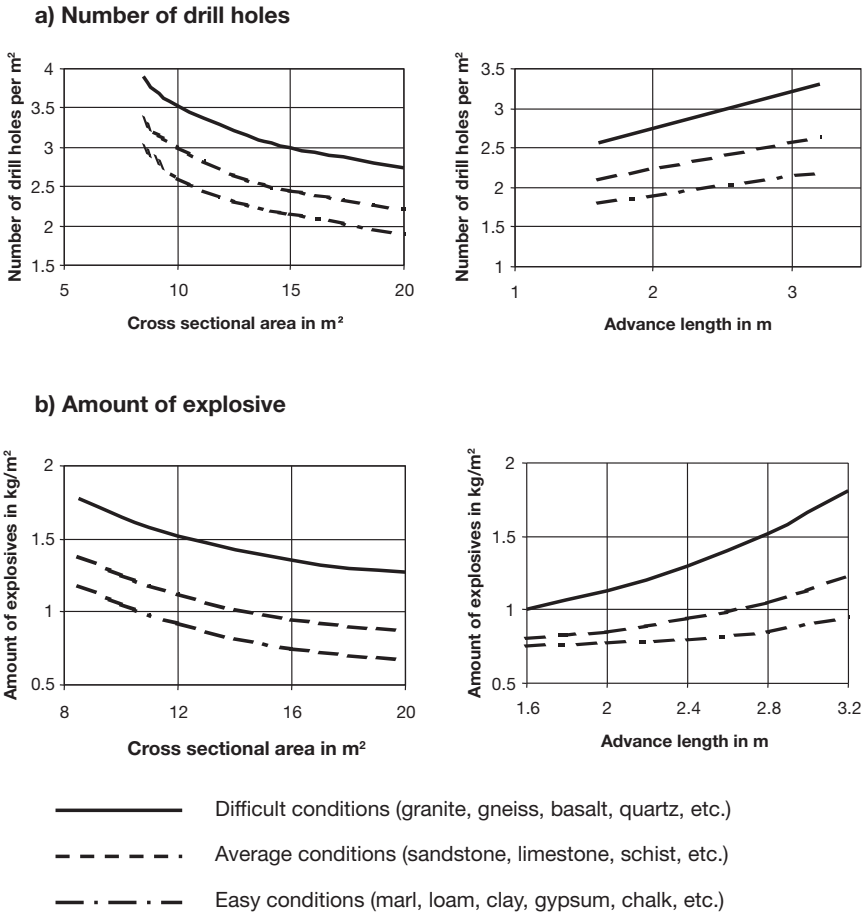 a) Number of drill holes
Number of drill holes per m²
4
3.5
3
2.5
2
1.5
5
10
15
20
Cross sectional area in m²
Number of drill holes per m²
3.5
3
2.5
2
1.5
1
1
2
3
Advance length in m
b) Amount of explosive
Amount of explosives in kg/m²
2
1.5
1
0.5
8
12
16
20
Cross sectional area in m²
Amount of explosives in kg/m²
2
1.5
1
0.5
1.6
2
2.4
2.8
3.2
Advance length in m
Difficult conditions (granite, gneiss, basalt, quartz, etc.)
Average conditions (sandstone, limestone, schist, etc.)
Easy conditions (marl, loam, clay, gypsum, chalk, etc.)